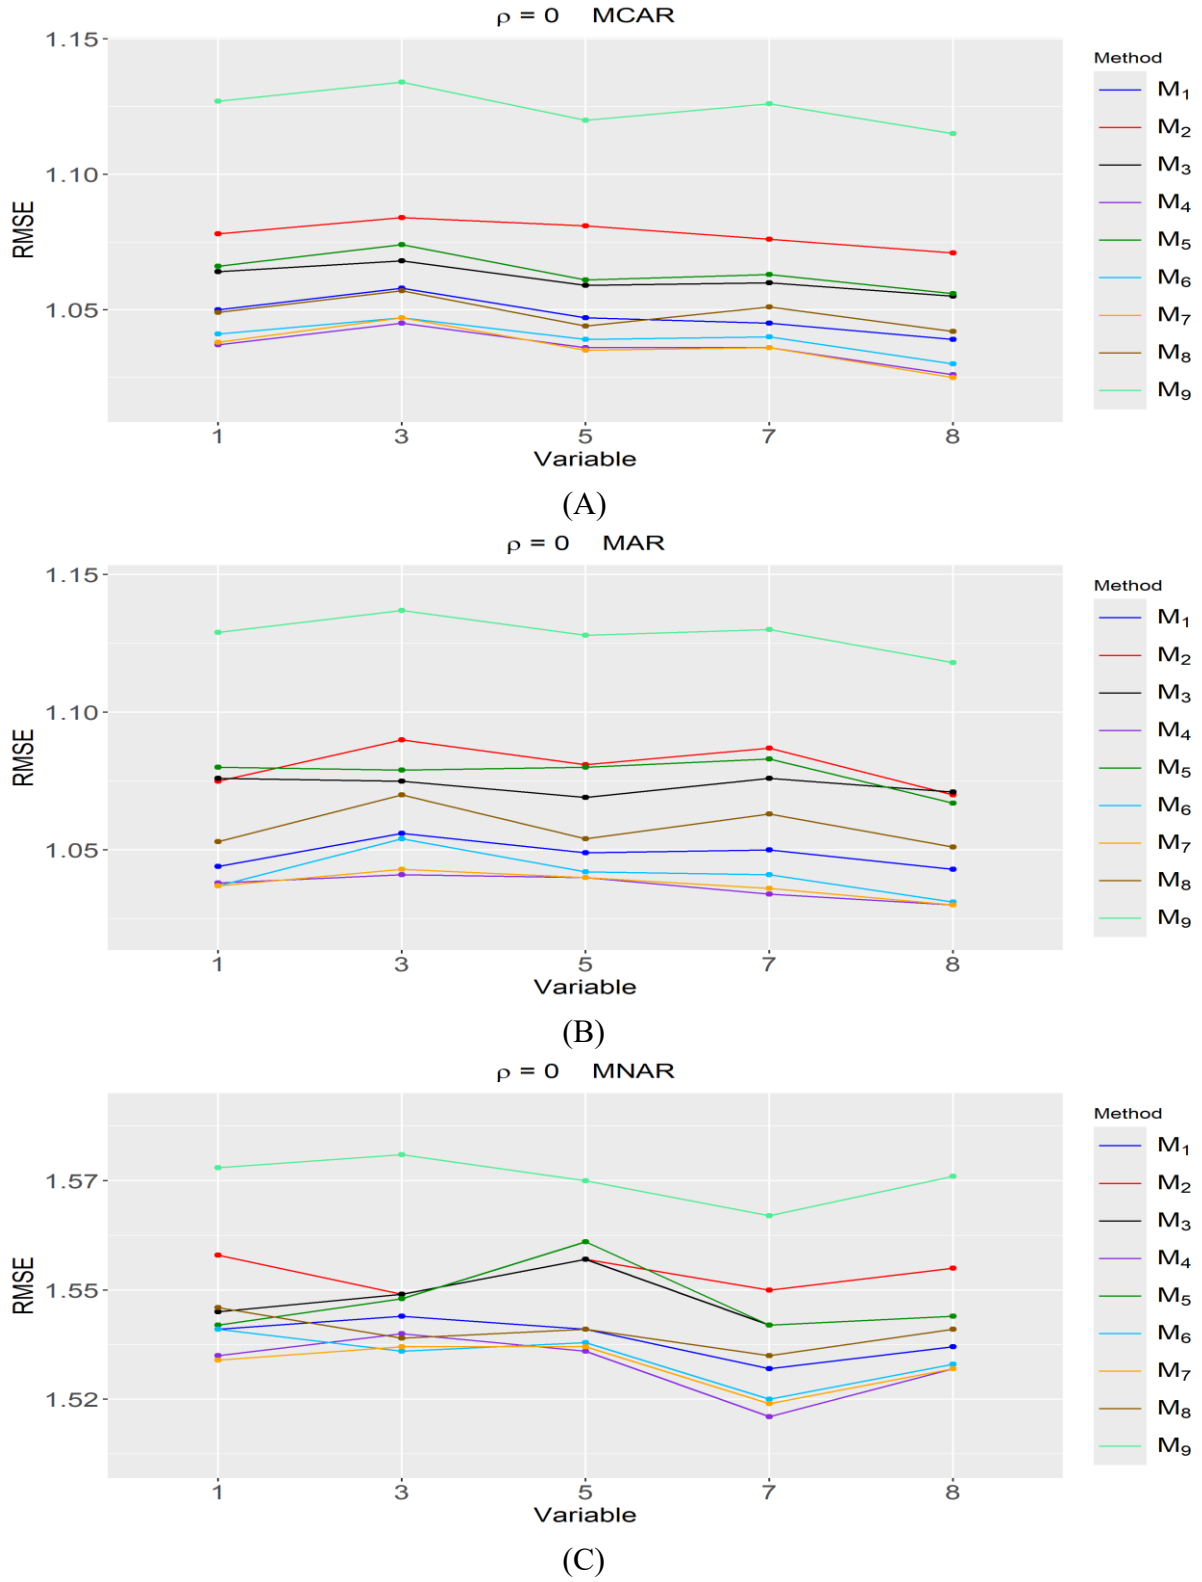 ρ = 0 MCAR
1.15
1.10
1.05
RMSE
1 3 5 7 8
Variable
Method
M1
M2
M3
M4
M5
M6
M7
M8
M9
(A)
ρ = 0 MAR
1.15
1.10
1.05
RMSE
1 3 5 7 8
Variable
Method
M1
M2
M3
M4
M5
M6
M7
M8
M9
(B)
ρ = 0 MNAR
1.57
1.55
1.52
RMSE
1 3 5 7 8
Variable
Method
M1
M2
M3
M4
M5
M6
M7
M8
M9
(C)